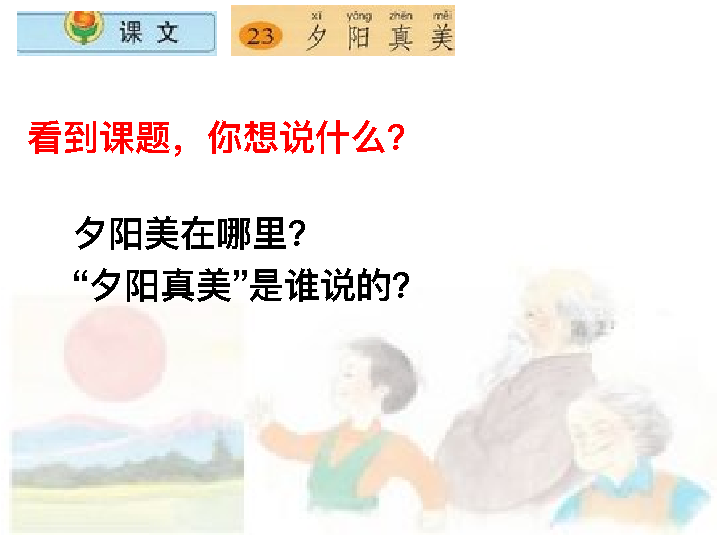 课文
xī yáng zhēn měi
23 夕阳真美
看到课题，你想说什么？
夕阳美在哪里？
“夕阳真美”是谁说的？